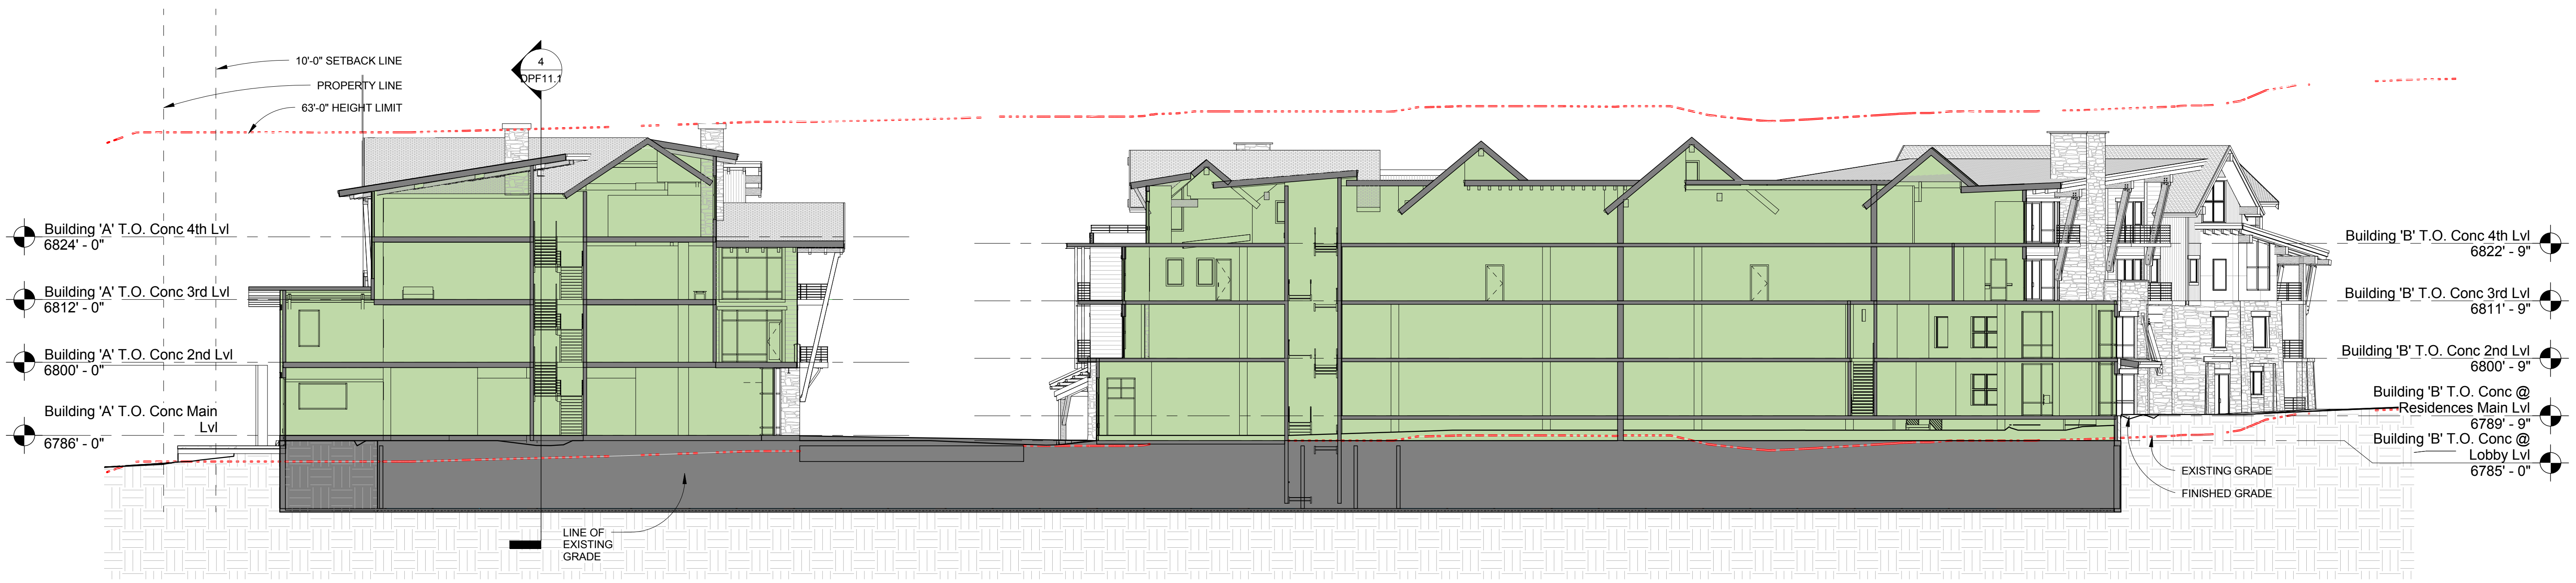 10'-0" SETBACK LINE
PROPERTY LINE
63'-0" HEIGHT LIMIT
4
DPF11.1
Building 'A' T.O. Conc 4th Lvl
6824' - 0"
Building 'A' T.O. Conc 3rd Lvl
6812' - 0"
Building 'A' T.O. Conc 2nd Lvl
6800' - 0"
Building 'A' T.O. Conc Main
Lvl
6786' - 0"
LINE OF
EXISTING
GRADE
Building 'B' T.O. Conc 4th Lvl
6822' - 9"
Building 'B' T.O. Conc 3rd Lvl
6811' - 9"
Building 'B' T.O. Conc 2nd Lvl
6800' - 9"
Building 'B' T.O. Conc @
Residences Main Lvl
6789' - 9"
Building 'B' T.O. Conc @
Lobby Lvl
6785' - 0"
EXISTING GRADE
FINISHED GRADE